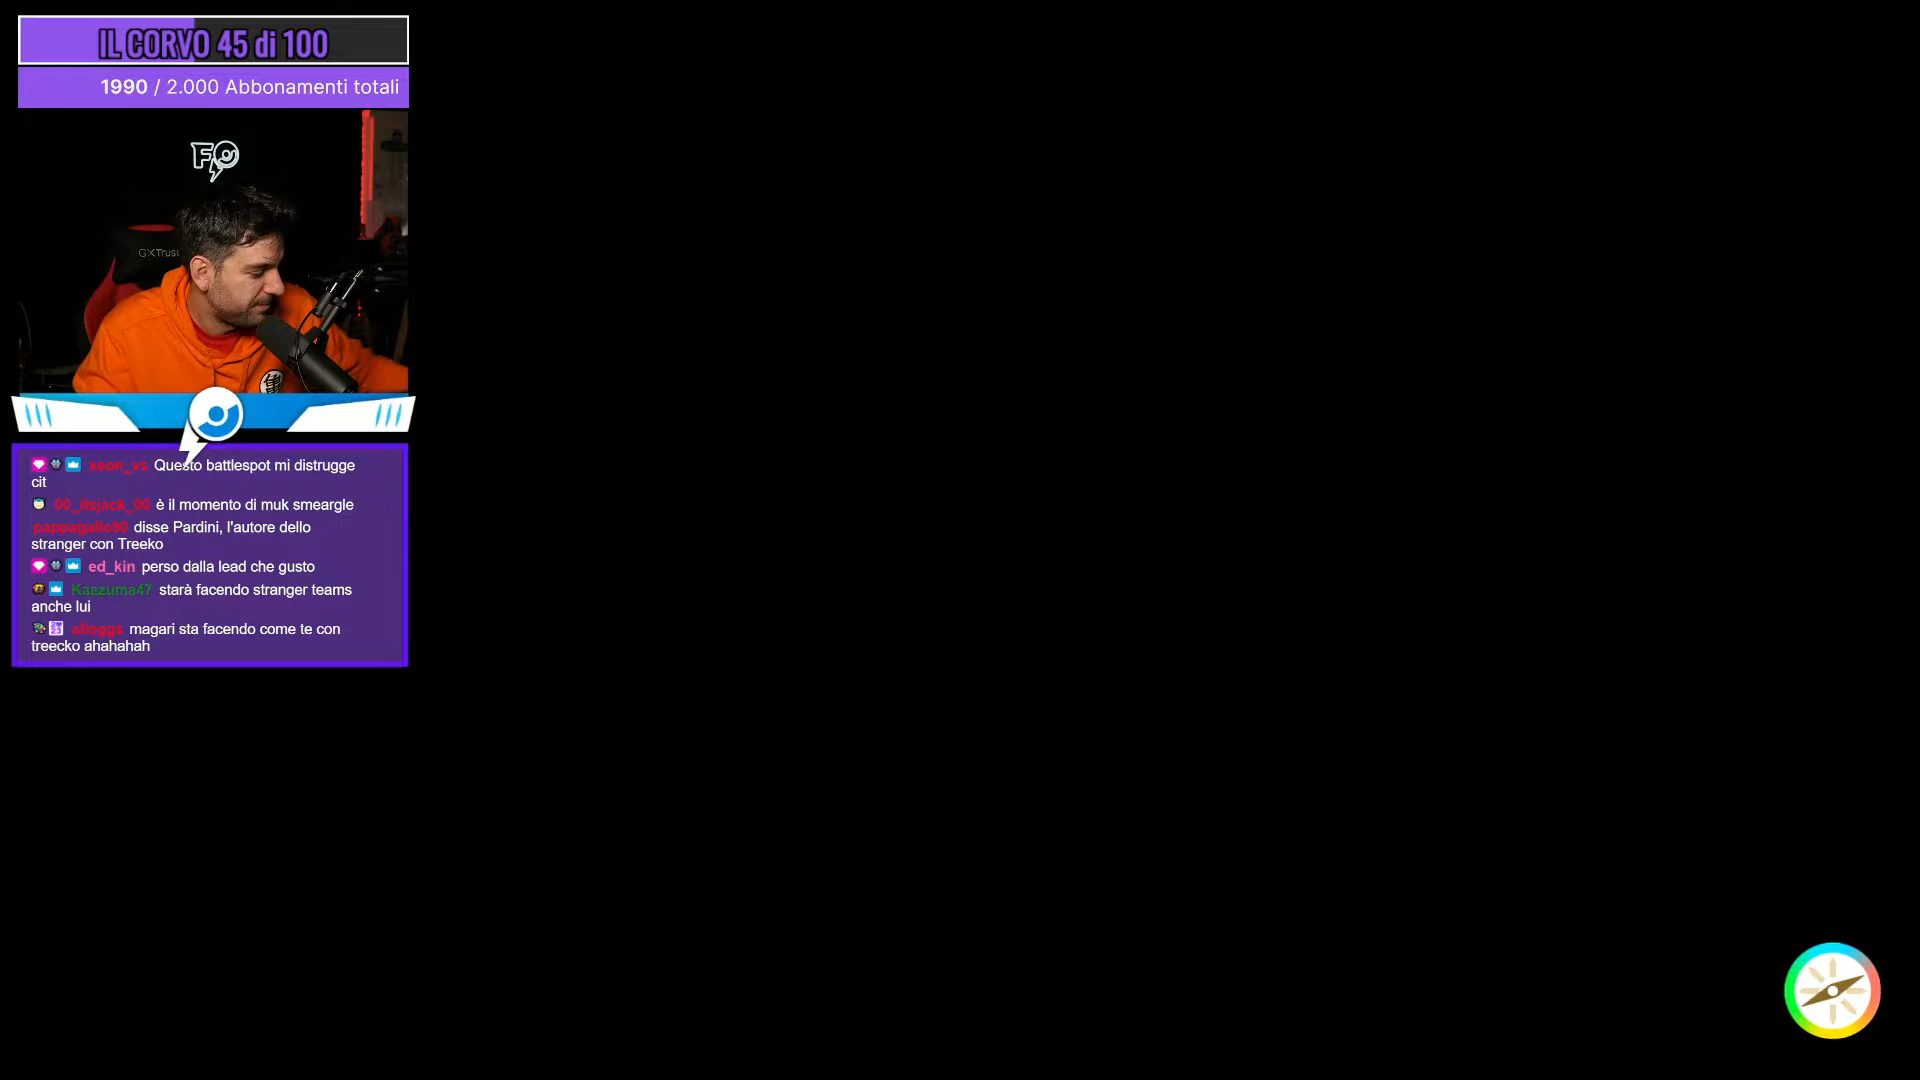 IL CORVO 45 di 100
1990 / 2.000 Abbonamenti totali
FP
GXTrust
xeon_vs Questo battlespot mi distrugge
cit
00_itsjack_00 è il momento di muk smeargle
pappagallo90 disse Pardini, l'autore dello
stranger con Treeko
ed_kin perso dalla lead che gusto
Kaazuma47 starà facendo stranger teams
anche lui
alloggs magari sta facendo come te con
treecko ahahahah